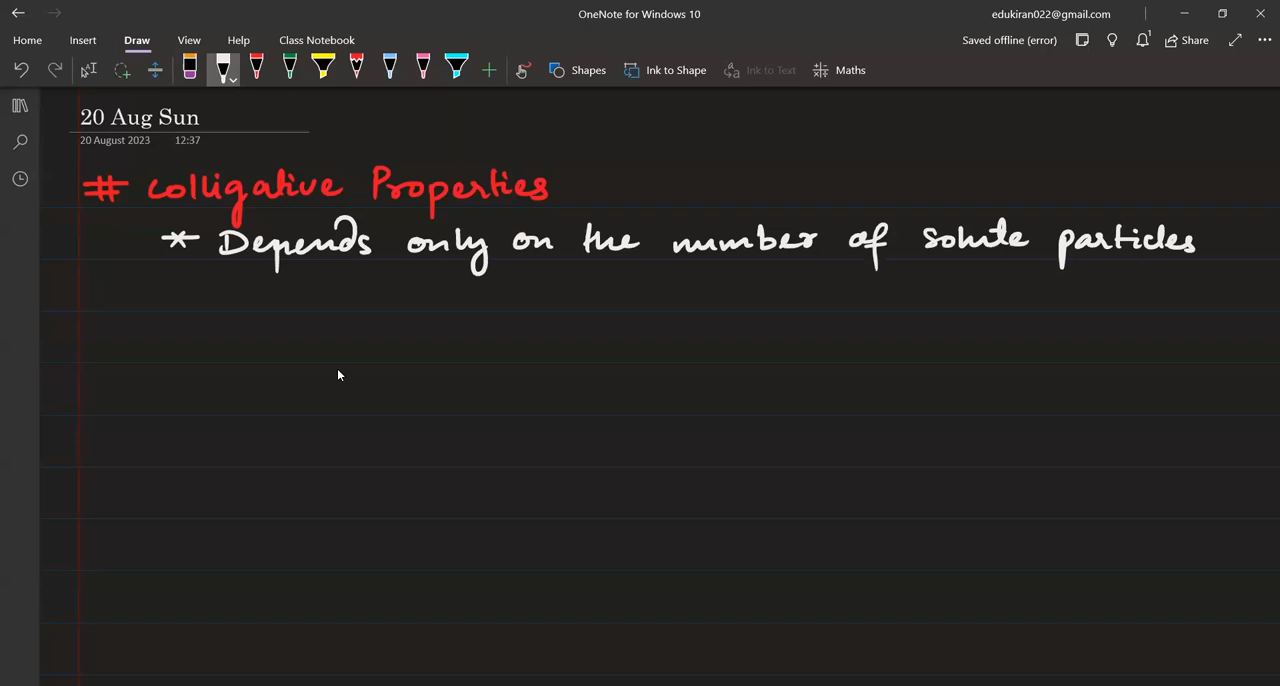 OneNote for Windows 10
edukiran022@gmail.com
Home Insert Draw View Help Class Notebook
Saved offline (error) 1 Share
Shapes Ink to Shape Ink to Text Maths
20 Aug Sun
20 August 2023 12:37
# Colligative Properties
* Depends only on the number of solute particles